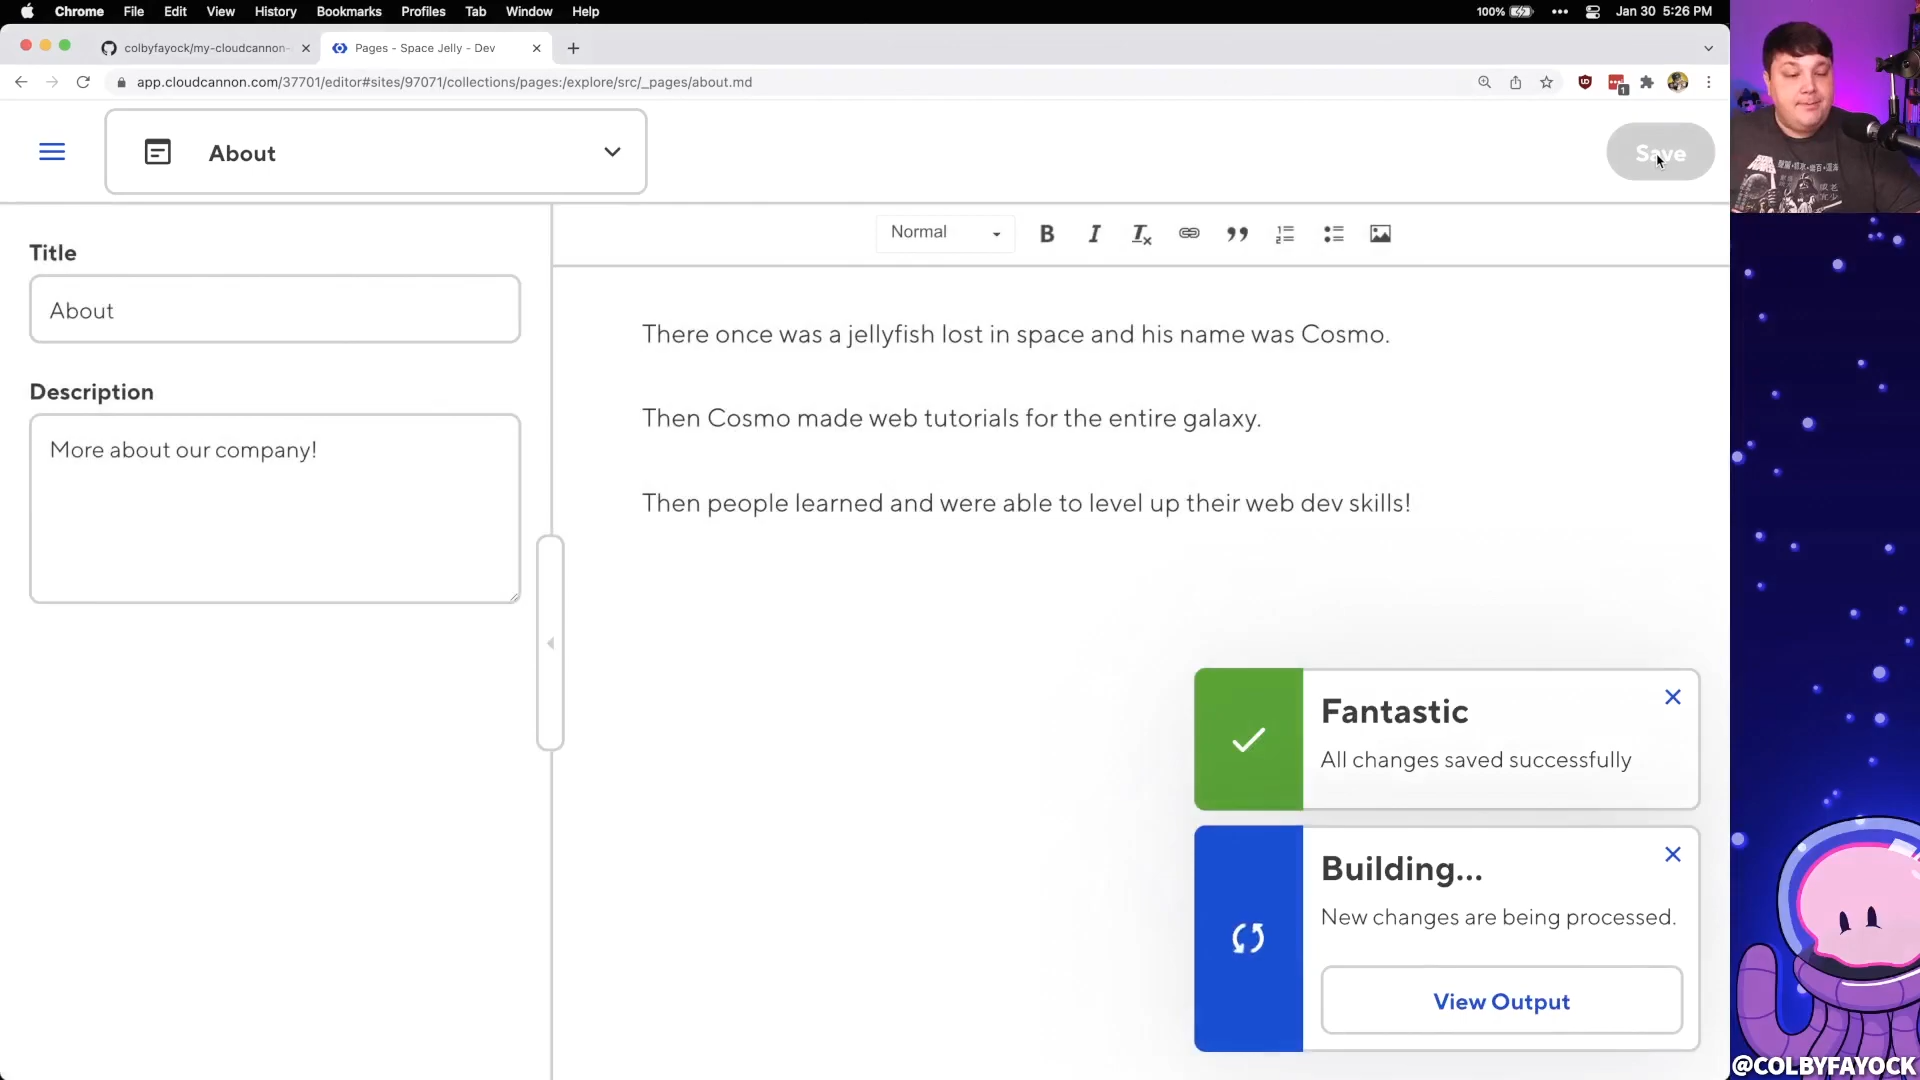 Chrome File Edit View History Bookmarks Profiles Tab Window Help
100% Jan 30 5:26 PM
colbyfayock/my-cloudcannon-
Pages - Space Jelly - Dev
app.cloudcannon.com/37701/editor#sites/97071/collections/pages:/explore/src/_pages/about.md
1
About
Save
Normal
Title
About
Description
More about our company!
There once was a jellyfish lost in space and his name was Cosmo.
Then Cosmo made web tutorials for the entire galaxy.
Then people learned and were able to level up their web dev skills!
Fantastic
All changes saved successfully
Building...
New changes are being processed.
View Output
@COLBYFAYOCK